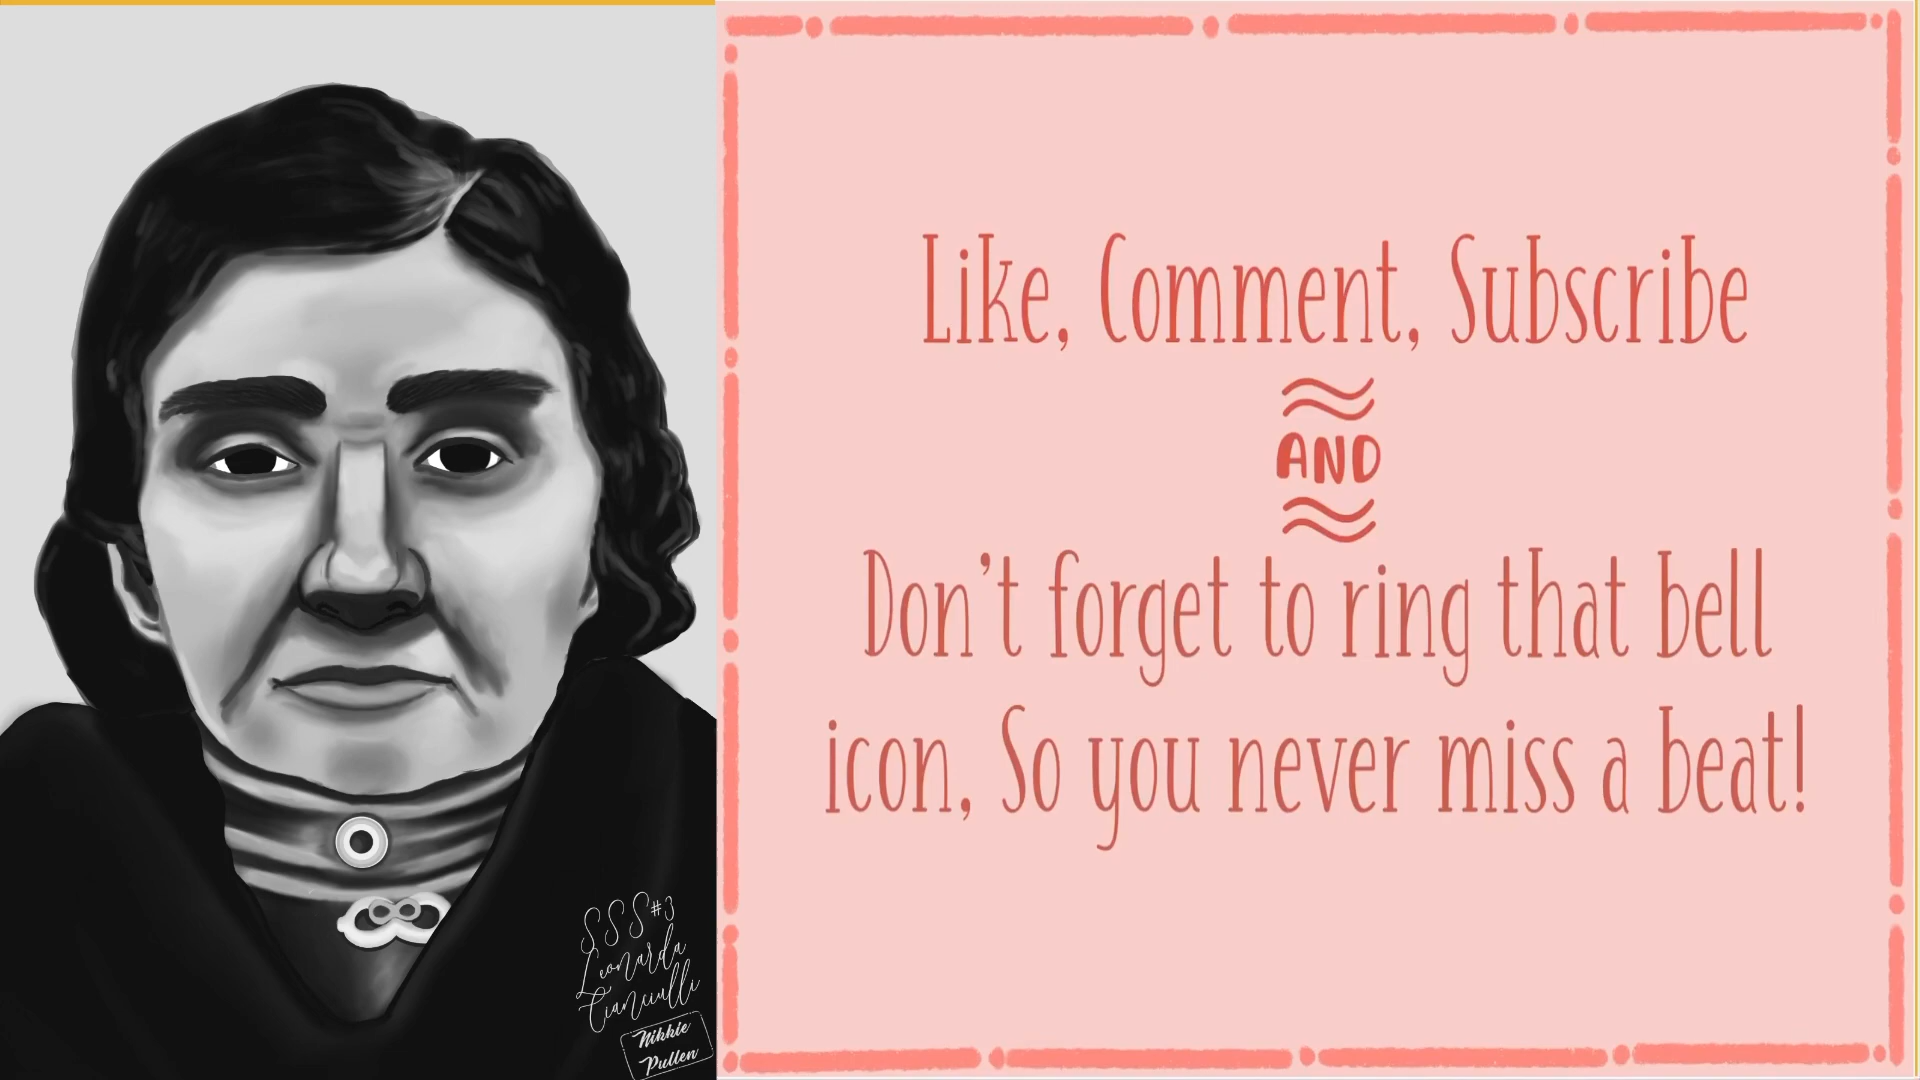 Like, Comment, Subscribe
AND
Don't forget to ring that bell
icon, So you never miss a beat!
SSS#3
Leonarda
Cianciulli
Nikkie
Pullen